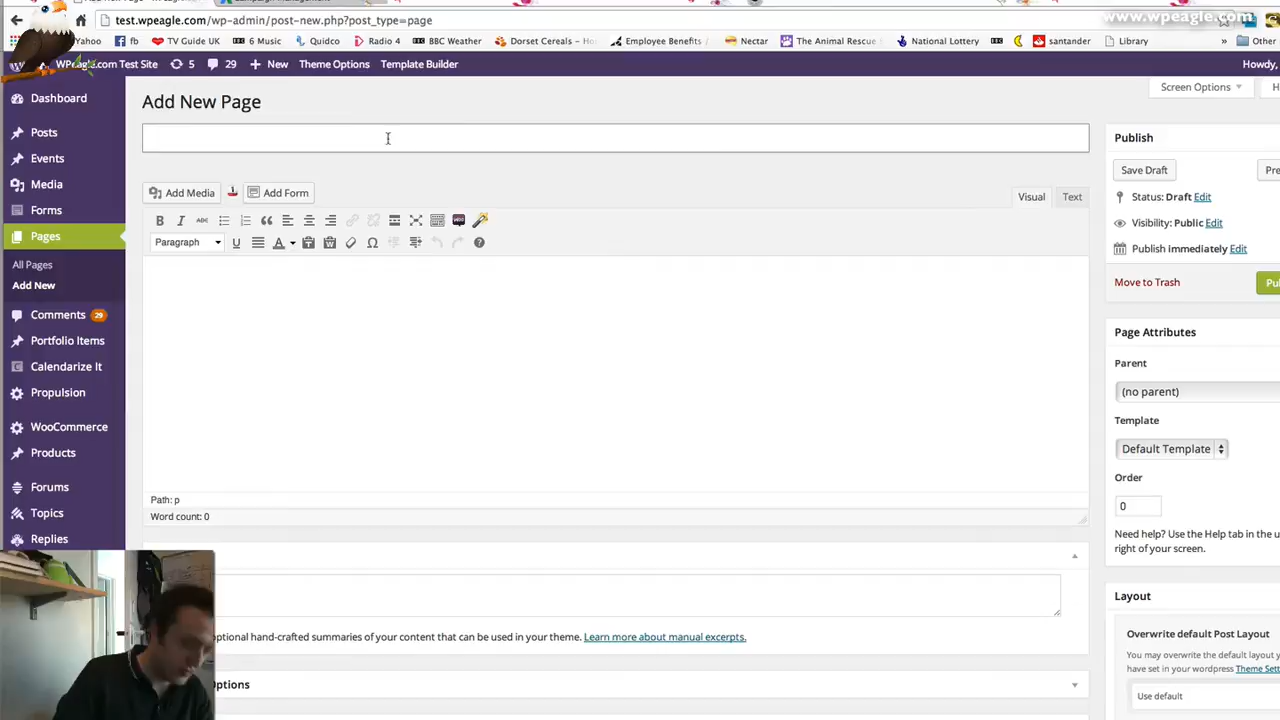 www.wpeagle.com
test.wpeagle.com/wp-admin/post-new.php?post_type=page
Yahoo fb TV Guide UK 6 Music Quidco Radio 4 BBC Weather Dorset Cereals – Ho Employee Benefits / Nectar The Animal Rescue National Lottery santander Library » Other
WPeagle.com Test Site 5 29 + New Theme Options Template Builder Howdy,
Dashboard
Posts
Events
Media
Forms
Pages
All Pages
Add New
Comments 29
Portfolio Items
Calendarize It
Propulsion
WooCommerce
Products
Forums
Topics
Replies
Add New Page
Screen Options
Add Media Add Form
Visual Text
B I ABC
Paragraph U A
Path: p
Word count: 0
optional hand-crafted summaries of your content that can be used in your theme. Learn more about manual excerpts.
Options
Publish
Save Draft Pre
Status: Draft Edit
Visibility: Public Edit
Publish immediately Edit
Move to Trash Pu
Page Attributes
Parent
(no parent)
Template
Default Template
Order
0
Need help? Use the Help tab in the u
right of your screen.
Layout
Overwrite default Post Layout
You may overwrite the default layout y
have set in your wordpress Theme Sett
Use default